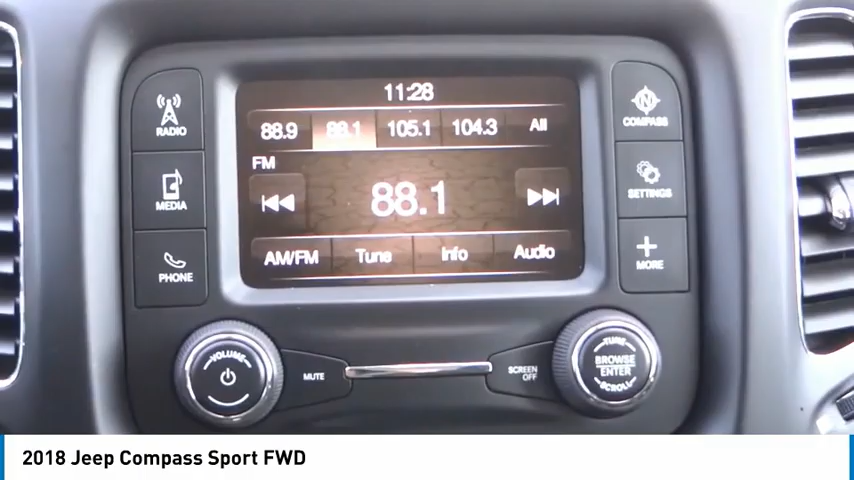 11:28
88.9 88.1 105.1 104.3 All
FM
88.1
AM/FM Tune Info Audio
RADIO
MEDIA
PHONE
N
COMPASS
SETTINGS
MORE
VOLUME
MUTE
SCREEN
OFF
TUNE
BROWSE
ENTER
SCROLL
2018 Jeep Compass Sport FWD